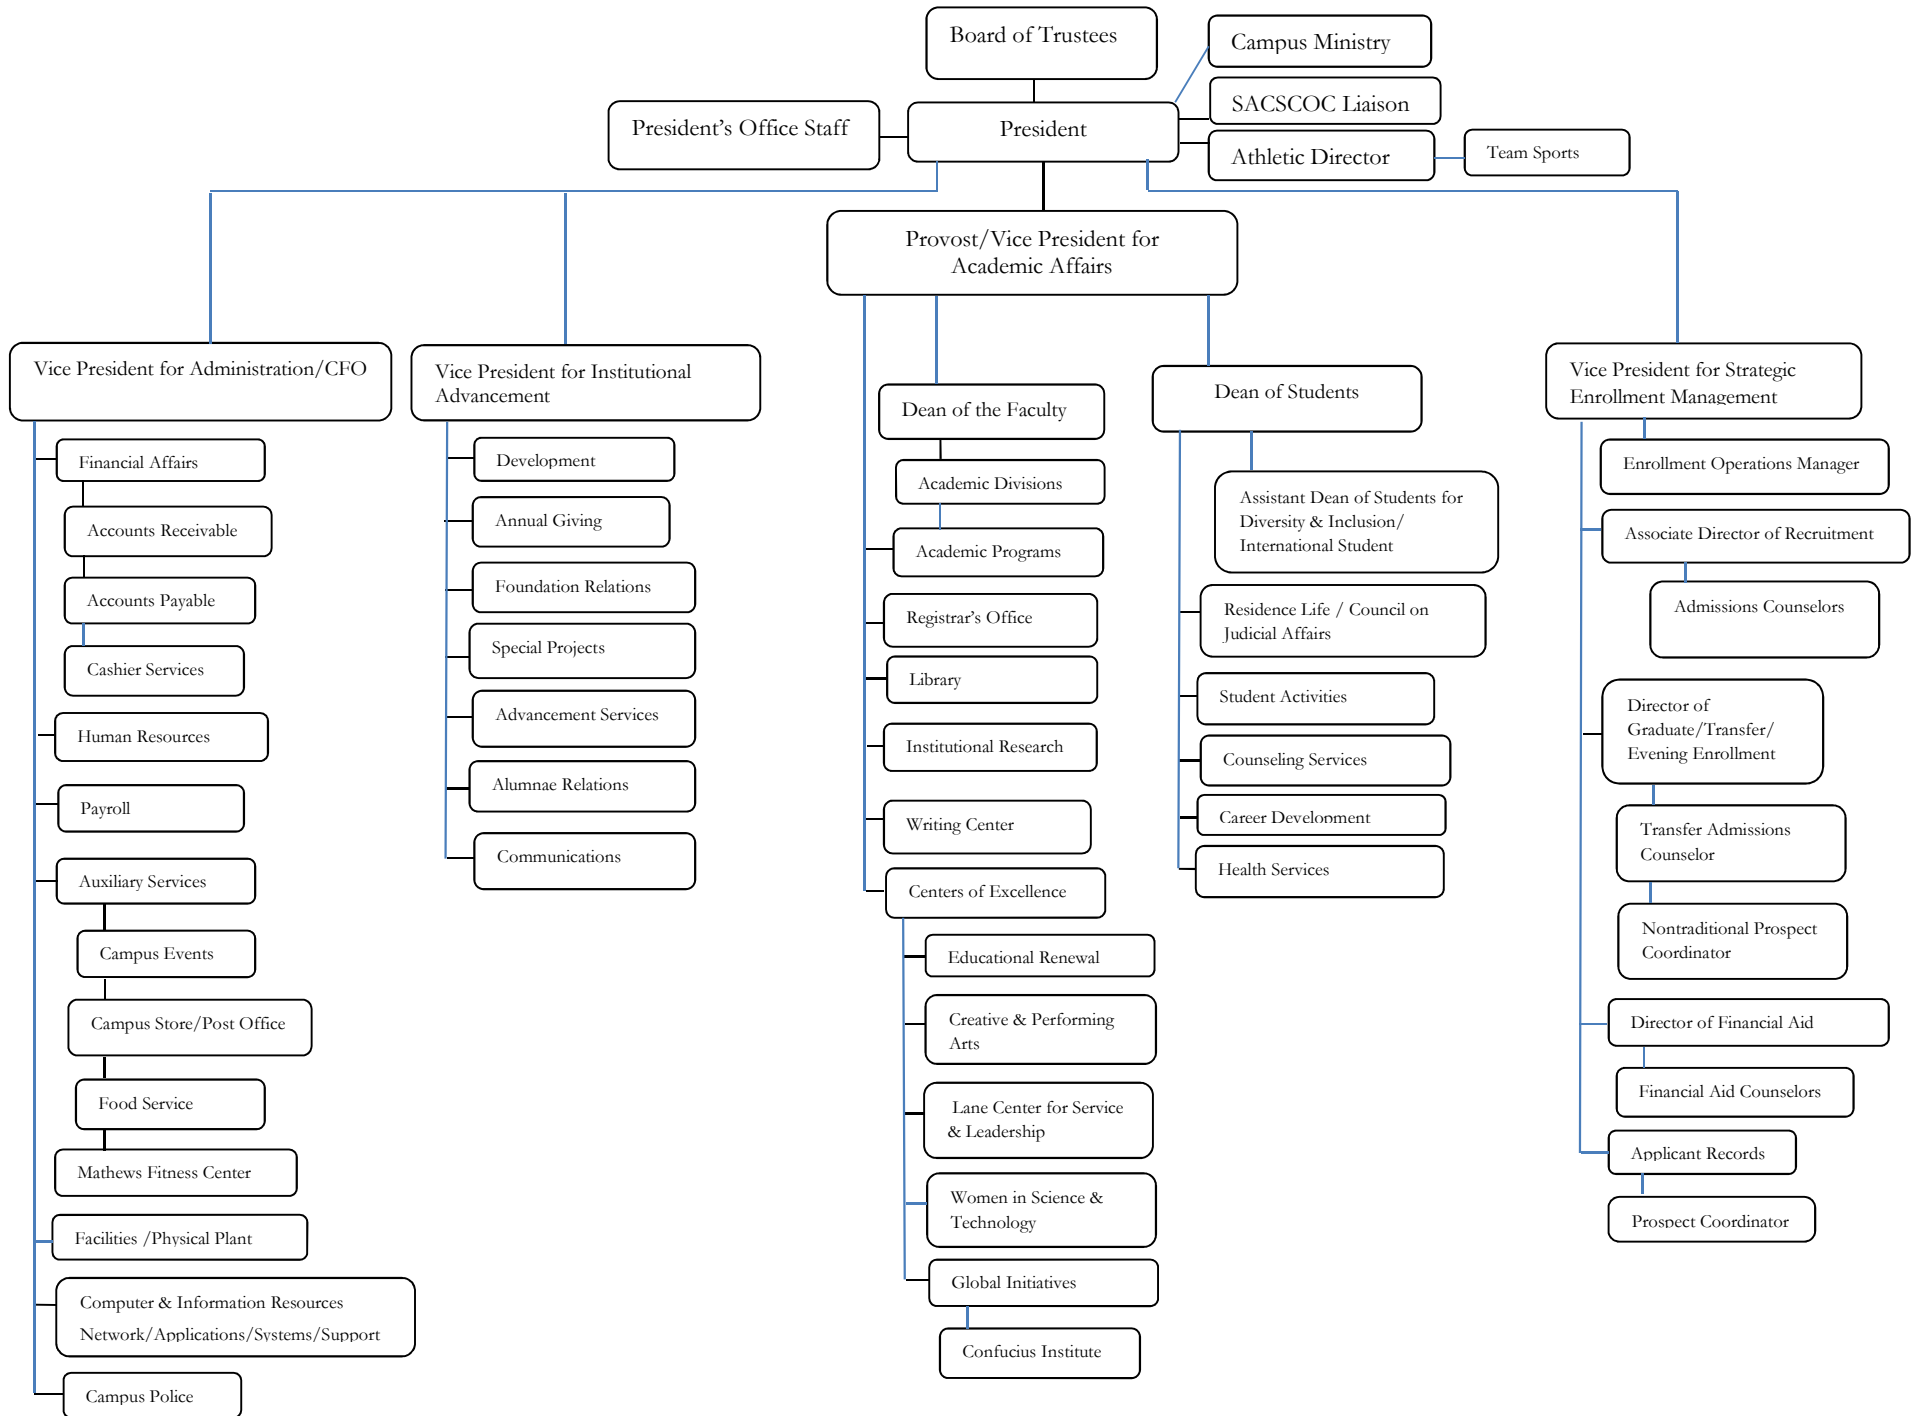 Board of Trustees
Campus Ministry
SACSCOC Liaison
President's Office Staff
President
Athletic Director
Team Sports
Provost/Vice President for
Academic Affairs
Vice President for Administration/CFO
Financial Affairs
Accounts Receivable
Accounts Payable
Cashier Services
Human Resources
Payroll
Auxiliary Services
Campus Events
Campus Store/Post Office
Food Service
Mathews Fitness Center
Facilities /Physical Plant
Computer & Information Resources
Network/Applications/Systems/Support
Campus Police
Vice President for Institutional
Advancement
Development
Annual Giving
Foundation Relations
Special Projects
Advancement Services
Alumnae Relations
Communications
Dean of the Faculty
Academic Divisions
Academic Programs
Registrar's Office
Library
Institutional Research
Writing Center
Centers of Excellence
Educational Renewal
Creative & Performing
Arts
Lane Center for Service
& Leadership
Women in Science &
Technology
Global Initiatives
Confucius Institute
Dean of Students
Assistant Dean of Students for
Diversity & Inclusion/
International Student
Residence Life / Council on
Judicial Affairs
Student Activities
Counseling Services
Career Development
Health Services
Vice President for Strategic
Enrollment Management
Enrollment Operations Manager
Associate Director of Recruitment
Admissions Counselors
Director of
Graduate/Transfer/
Evening Enrollment
Transfer Admissions
Counselor
Nontraditional Prospect
Coordinator
Director of Financial Aid
Financial Aid Counselors
Applicant Records
Prospect Coordinator